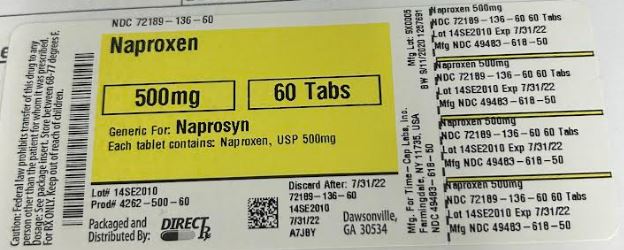 NDC 72189-136-60
Naproxen
500mg
60 Tabs
Generic For: Naprosyn
Each tablet contains: Naproxen, USP 500mg
Lot# 14SE2010
Prod# 4262-500-60
Packaged and
Distributed By:
DIRECT Rx
Discard After: 7/31/22
72189-136-60
14SE2010
7/31/22
A7JBY
Dawsonville,
GA 30534
Caution: Federal law prohibits transfer of this drug to any
person other than the patient for whom it was prescribed.
Dosage: See package insert. Store between 68-77 degrees F.
For RX ONLY. Keep out of reach of children.
Mfg. For Time-Cap Labs, Inc.
Farmingdale, NY 11735, USA
NDC 49483-618-50
Mfg Lot: 9X0005
BW 9/11/2020 1257691
Naproxen 500mg
NDC 72189-136-60 60 Tabs
Lot 14SE2010 Exp 7/31/22
Mfg NDC 49483-618-50
Naproxen 500mg
NDC 72189-136-60 60 Tabs
Lot 14SE2010 Exp 7/31/22
Mfg NDC 49483-618-50
Naproxen 500mg
NDC 72189-136-60 60 Tabs
Lot 14SE2010 Exp 7/31/22
Mfg NDC 49483-618-50
Naproxen 500mg
NDC 72189-136-60 60 Tabs
Lot 14SE2010 Exp 7/31/22
Mfg NDC 49483-618-50